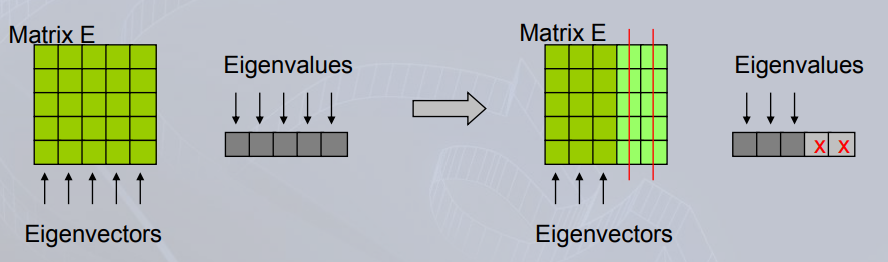 Matrix E
Eigenvalues
Eigenvectors
Matrix E
Eigenvalues
x x
Eigenvectors